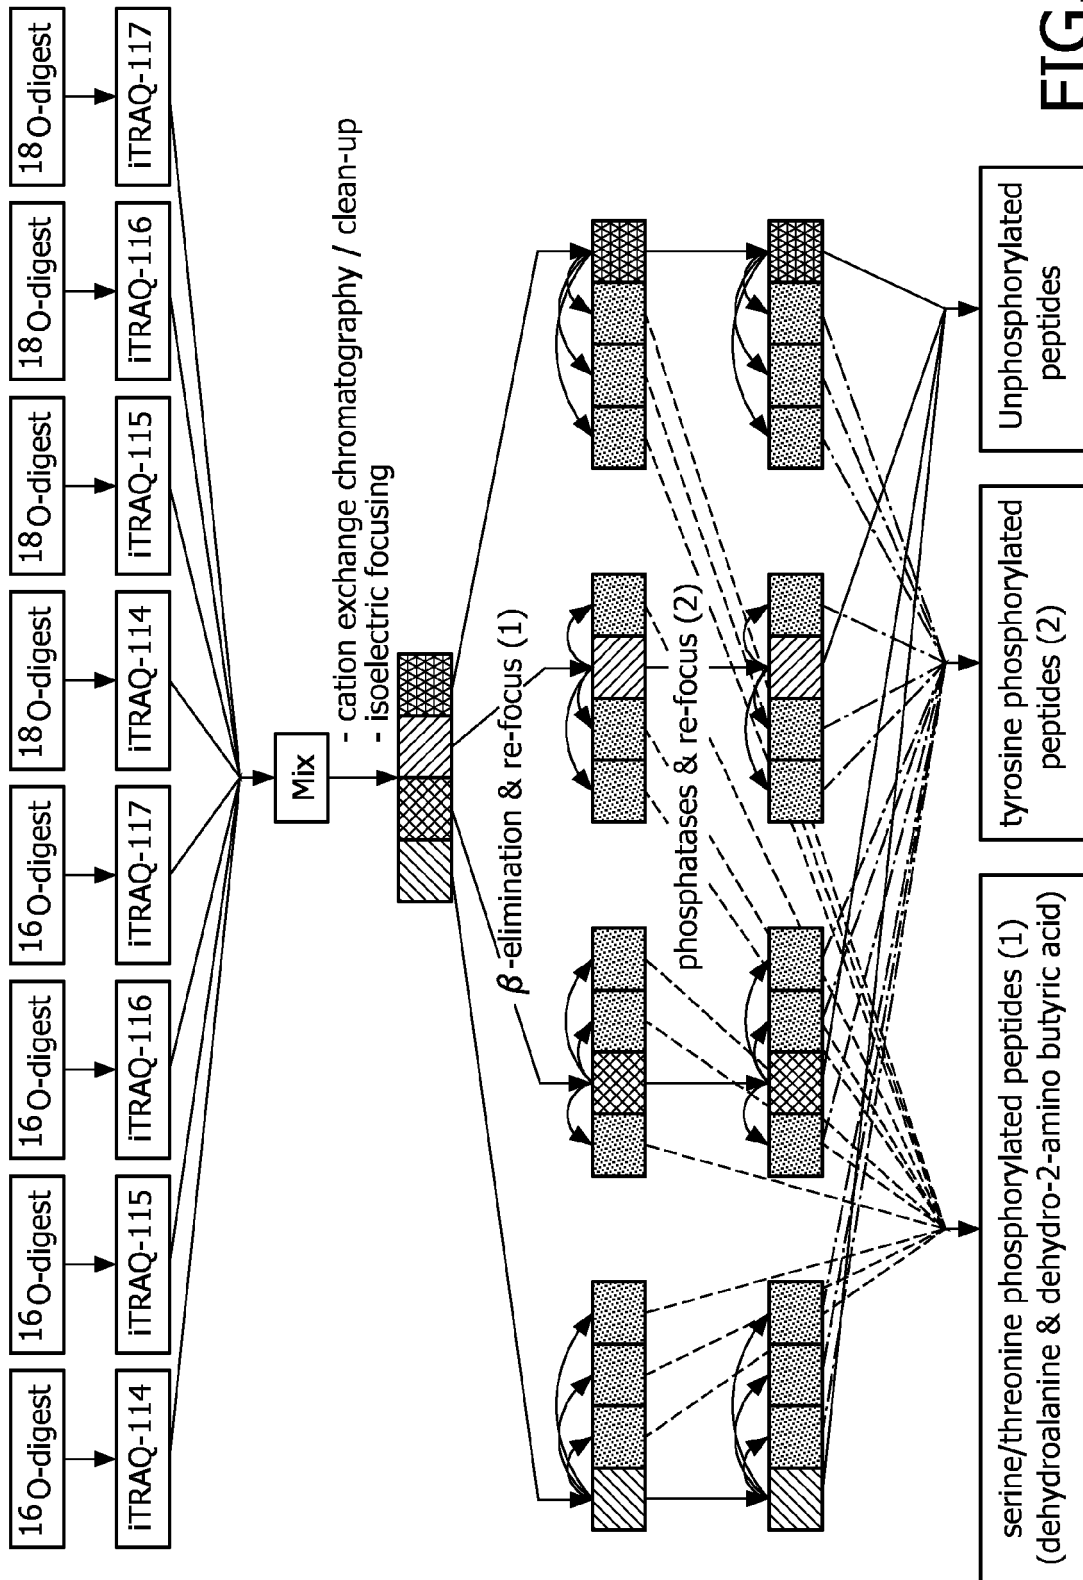 16O-digest
16O-digest
16O-digest
16O-digest
18O-digest
18O-digest
18O-digest
18O-digest
iTRAQ-114
iTRAQ-115
iTRAQ-116
iTRAQ-117
iTRAQ-114
iTRAQ-115
iTRAQ-116
iTRAQ-117
Mix
- cation exchange chromatography / clean-up
- isoelectric focusing
β-elimination & re-focus (1)
phosphatases & re-focus (2)
serine/threonine phosphorylated peptides (1)
(dehydroalanine & dehydro-2-amino butyric acid)
tyrosine phosphorylated
peptides (2)
Unphosphorylated
peptides
FIG.